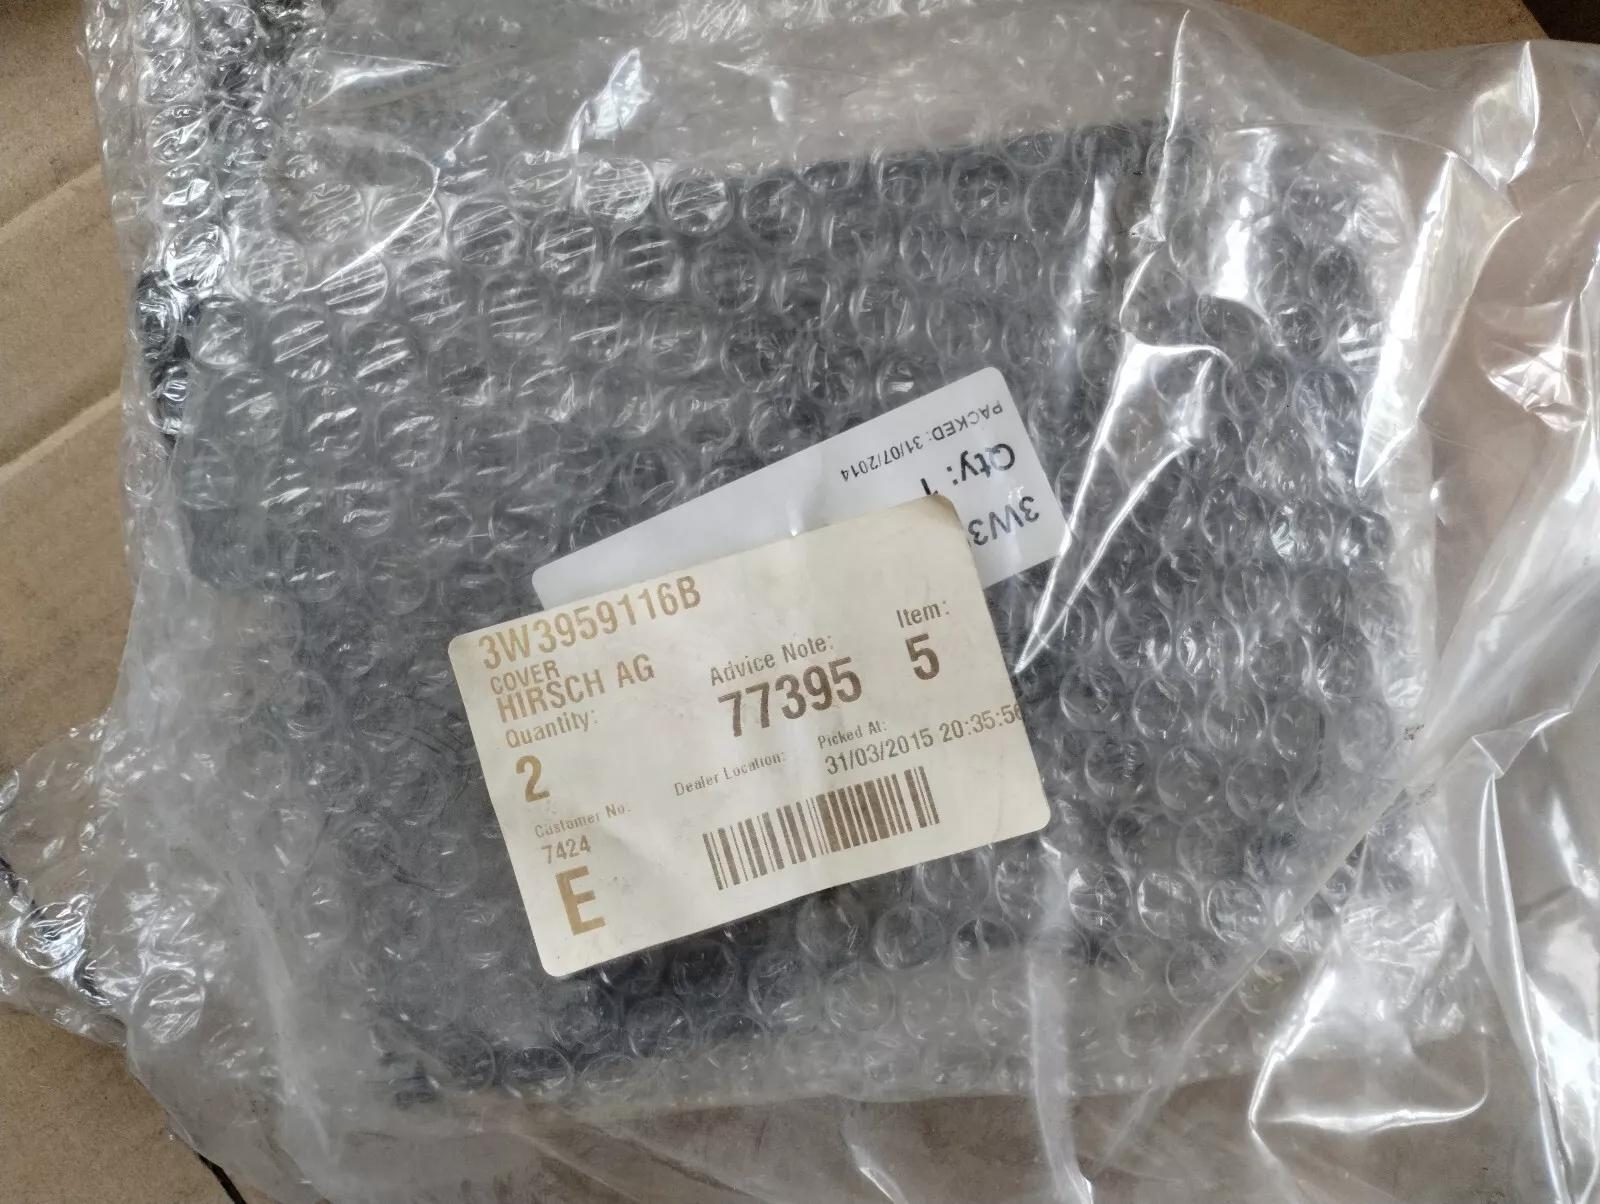 PACKED: 31/07/2014
Qty: 1
3W3
3W3959116B
COVER
HIRSCH AG
Quantity:
2
Customer No:
7424
E
Advice Note:
77395
Item:
5
Picked At:
31/03/2015 20:35:56
Dealer Location: